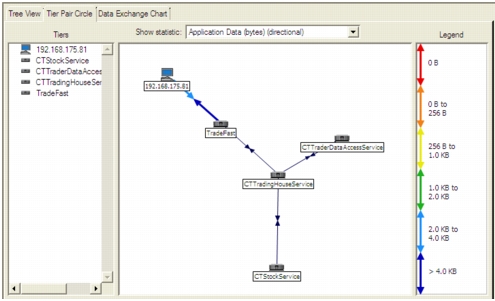 Tree View Tier Pair Circle Data Exchange Chart
Tiers
Show statistic: Application Data (bytes) (directional)
Legend
192.168.175.81
CTStockService
CTTraderDataAcces
CTTradingHouseSer
TradeFast
192.168.175.81
TradeFast
CTTraderDataAccessService
CTTradingHouseService
CTStockService
0 B
0 B to
256 B
256 B to
1.0 KB
1.0 KB to
2.0 KB
2.0 KB to
4.0 KB
> 4.0 KB